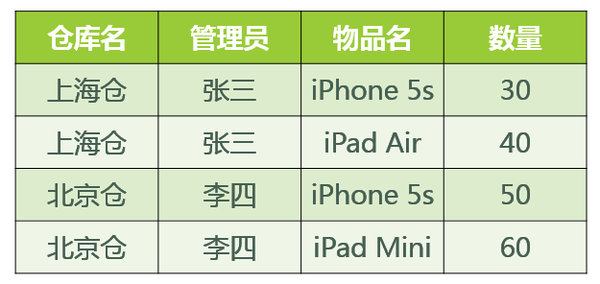 仓库名 管理员 物品名 数量
上海仓 张三 iPhone 5s 30
上海仓 张三 iPad Air 40
北京仓 李四 iPhone 5s 50
北京仓 李四 iPad Mini 60